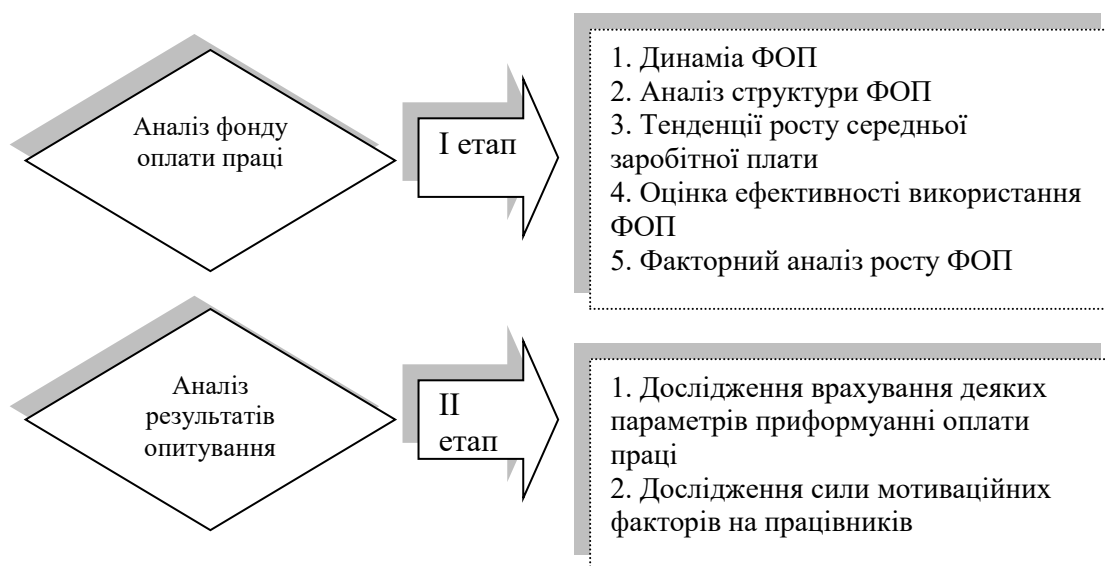 Аналіз фонду
оплати праці
І етап
1. Динаміа ФОП
2. Аналіз структури ФОП
3. Тенденції росту середньої
заробітної плати
4. Оцінка ефективності використання
ФОП
5. Факторний аналіз росту ФОП
Аналіз
результатів
опитування
ІІ
етап
1. Дослідження врахування деяких
параметрів приформуанні оплати
праці
2. Дослідження сили мотиваційних
факторів на працівників